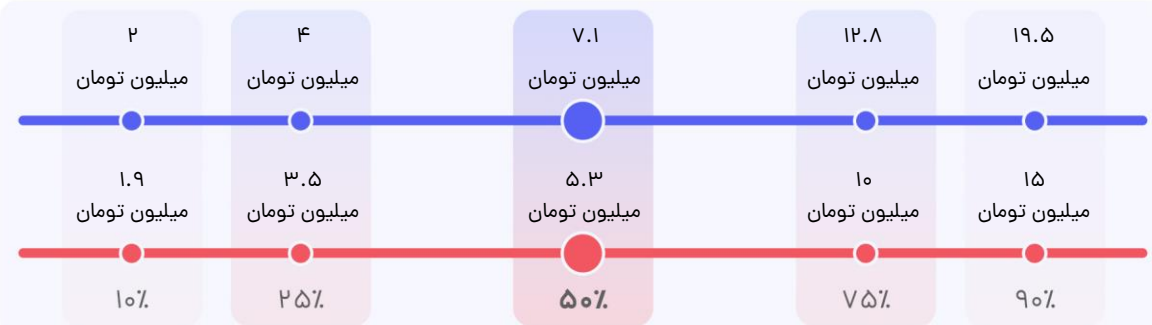 ۲ ۴ ۷.۱ ۱۲.۸ ۱۹.۵
میلیون تومان میلیون تومان میلیون تومان میلیون تومان میلیون تومان
۱.۹ ۳.۵ ۵.۳ ۱۰ ۱۵
میلیون تومان میلیون تومان میلیون تومان میلیون تومان میلیون تومان
۱۰٪ ۲۵٪ ۵۰٪ ۷۵٪ ۹۰٪